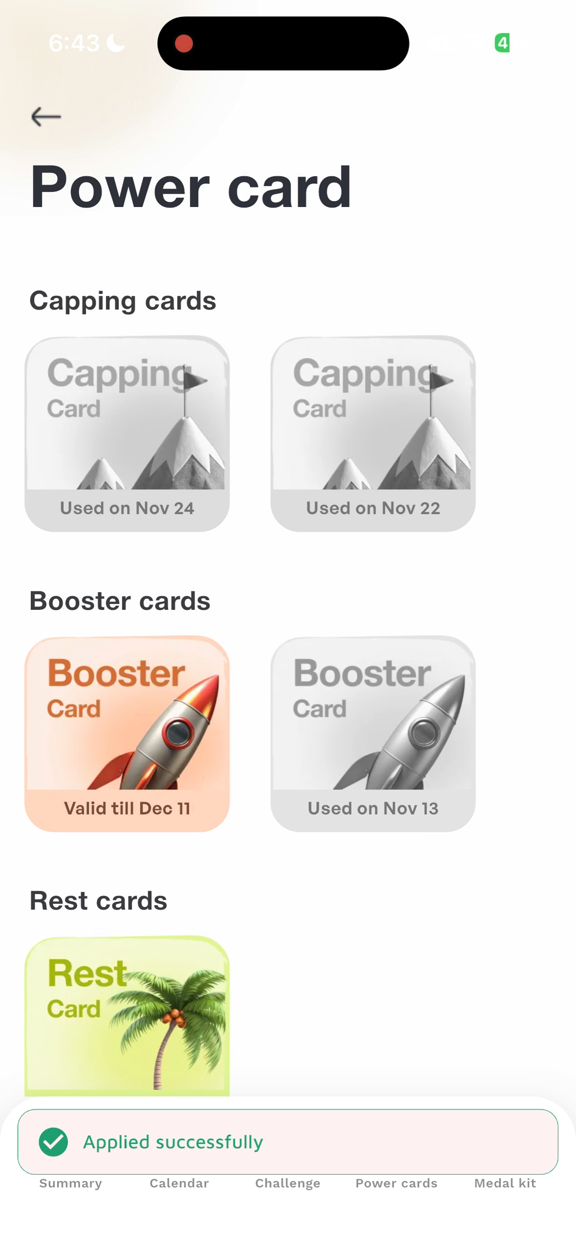 6:43
4
Power card
Capping cards
Capping
Card
Used on Nov 24
Capping
Card
Used on Nov 22
Booster cards
Booster
Card
Valid till Dec 11
Booster
Card
Used on Nov 13
Rest cards
Rest
Card
Applied successfully
Summary
Calendar
Challenge
Power cards
Medal kit